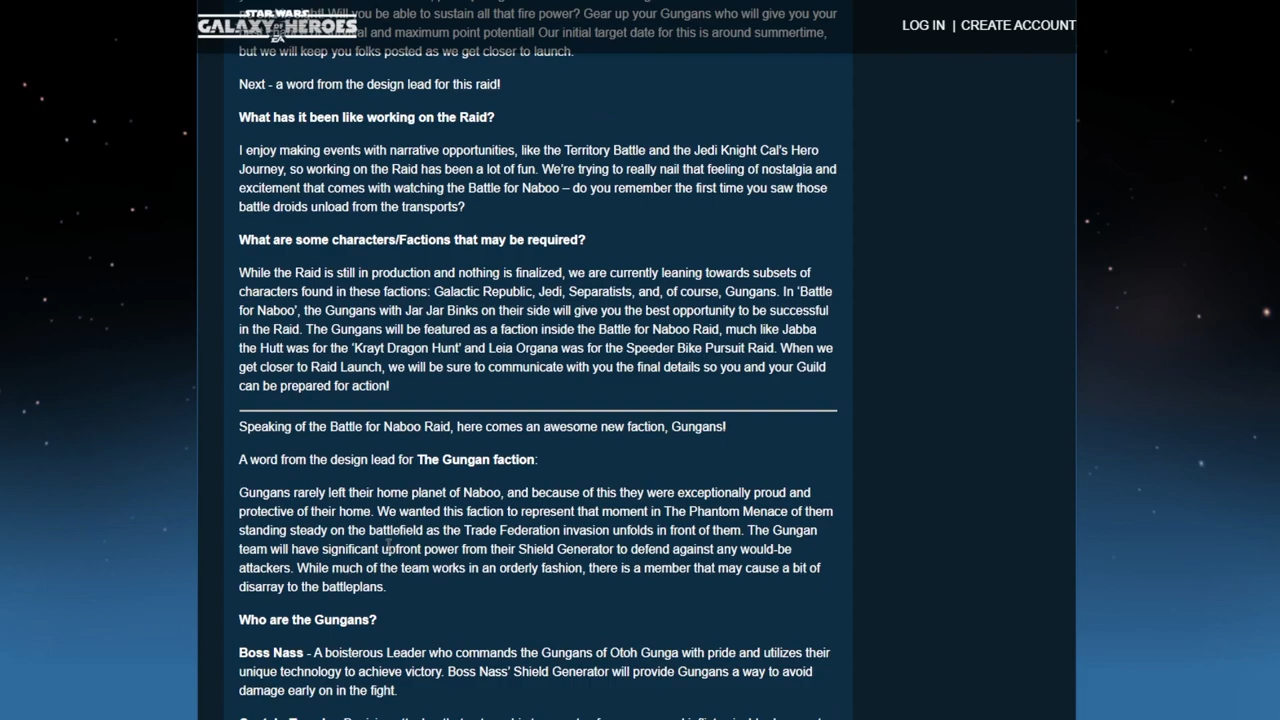 STAR WARS
GALAXY OF HEROES
EA
LOG IN | CREATE ACCOUNT
fight! Will you be able to sustain all that fire power? Gear up your Gungans who will give you your
and maximum point potential! Our initial target date for this is around summertime,
but we will keep you folks posted as we get closer to launch.
Next - a word from the design lead for this raid!
What has it been like working on the Raid?
I enjoy making events with narrative opportunities, like the Territory Battle and the Jedi Knight Cal's Hero
Journey, so working on the Raid has been a lot of fun. We're trying to really nail that feeling of nostalgia and
excitement that comes with watching the Battle for Naboo – do you remember the first time you saw those
battle droids unload from the transports?
What are some characters/Factions that may be required?
While the Raid is still in production and nothing is finalized, we are currently leaning towards subsets of
characters found in these factions: Galactic Republic, Jedi, Separatists, and, of course, Gungans. In 'Battle
for Naboo', the Gungans with Jar Jar Binks on their side will give you the best opportunity to be successful
in the Raid. The Gungans will be featured as a faction inside the Battle for Naboo Raid, much like Jabba
the Hutt was for the 'Krayt Dragon Hunt' and Leia Organa was for the Speeder Bike Pursuit Raid. When we
get closer to Raid Launch, we will be sure to communicate with you the final details so you and your Guild
can be prepared for action!
Speaking of the Battle for Naboo Raid, here comes an awesome new faction, Gungans!
A word from the design lead for The Gungan faction:
Gungans rarely left their home planet of Naboo, and because of this they were exceptionally proud and
protective of their home. We wanted this faction to represent that moment in The Phantom Menace of them
standing steady on the battlefield as the Trade Federation invasion unfolds in front of them. The Gungan
team will have significant upfront power from their Shield Generator to defend against any would-be
attackers. While much of the team works in an orderly fashion, there is a member that may cause a bit of
disarray to the battleplans.
Who are the Gungans?
Boss Nass - A boisterous Leader who commands the Gungans of Otoh Gunga with pride and utilizes their
unique technology to achieve victory. Boss Nass' Shield Generator will provide Gungans a way to avoid
damage early on in the fight.